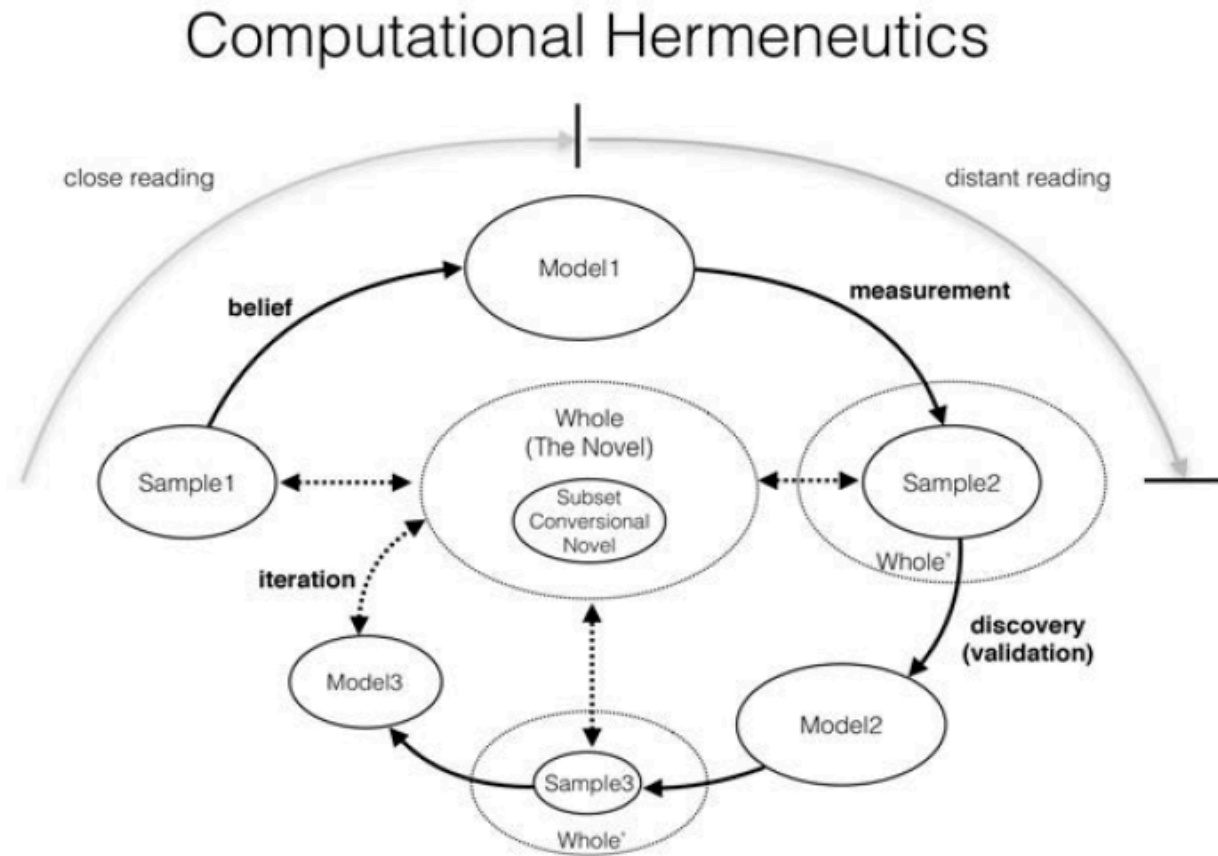 Computational Hermeneutics
close reading
distant reading
Model1
belief
measurement
Whole
(The Novel)
Sample1
Sample2
Subset
Conversional
Novel
Whole'
iteration
discovery
(validation)
Model3
Model2
Sample3
Whole'